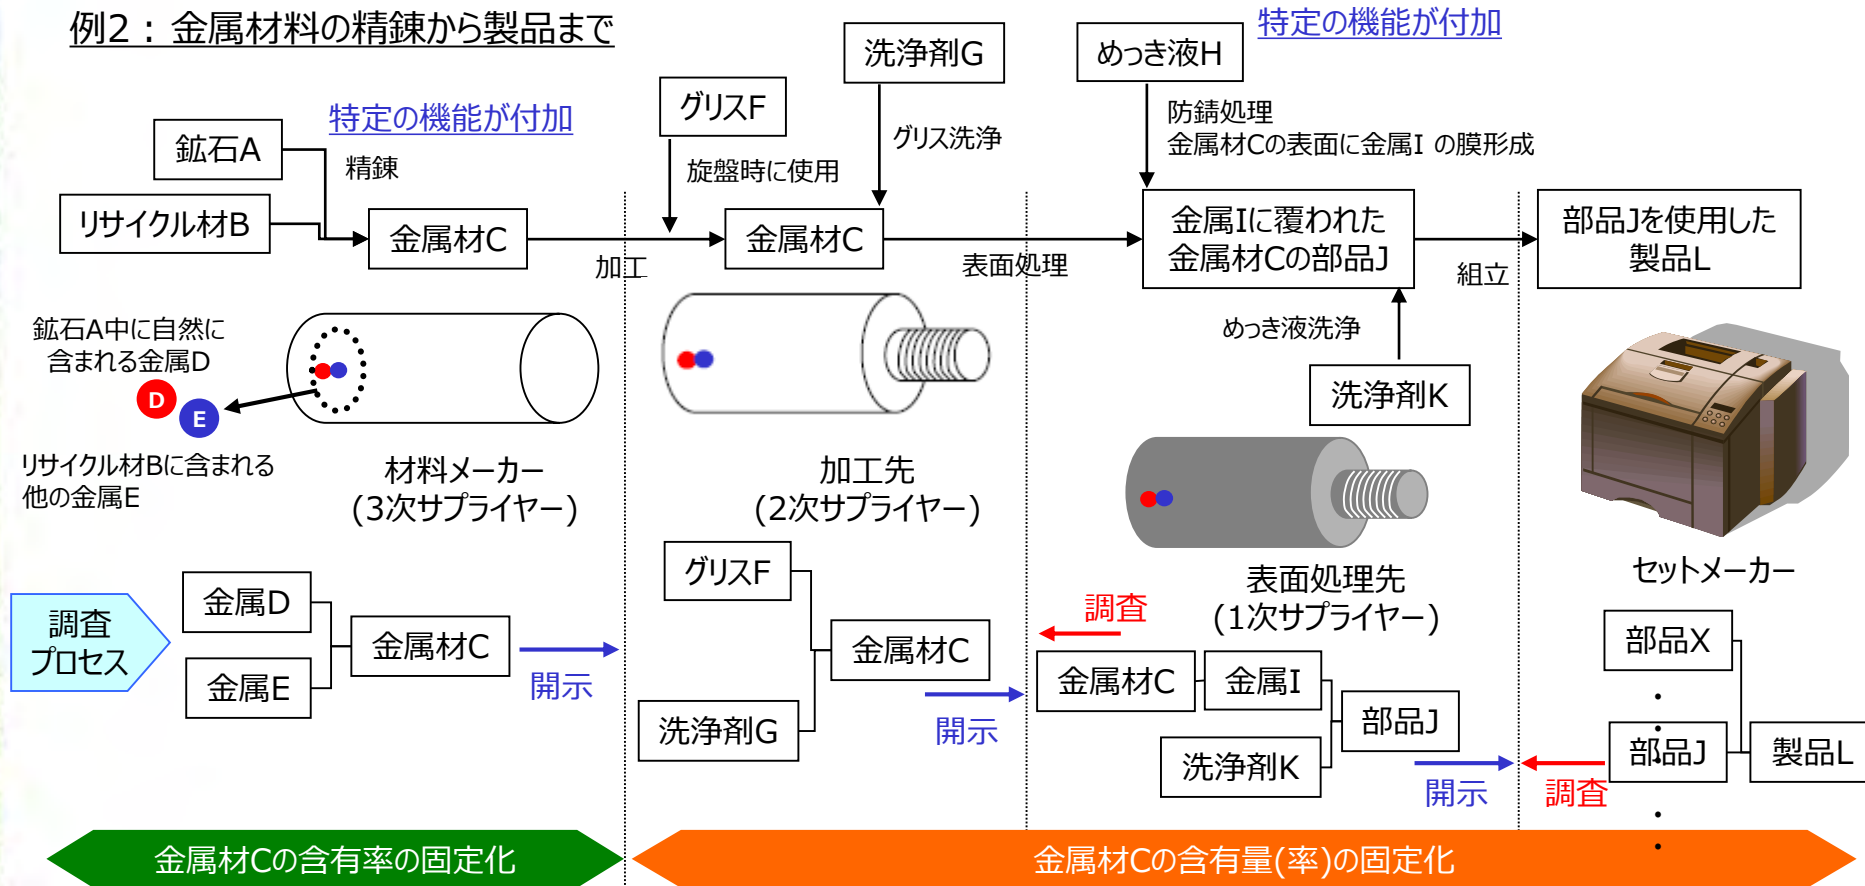 例2：金属材料の精錬から製品まで
特定の機能が付加
特定の機能が付加
鉱石A
リサイクル材B
精錬
金属材C
グリスF
旋盤時に使用
洗浄剤G
グリス洗浄
加工
金属材C
表面処理
めっき液H
防錆処理
金属材Cの表面に金属I の膜形成
金属Iに覆われた
金属材Cの部品J
組立
部品Jを使用した
製品L
めっき液洗浄
洗浄剤K
鉱石A中に自然に
含まれる金属D
D
E
リサイクル材Bに含まれる
他の金属E
材料メーカー
(3次サプライヤー)
加工先
(2次サプライヤー)
表面処理先
(1次サプライヤー)
セットメーカー
調査
プロセス
金属D
金属E
金属材C
開示
グリスF
洗浄剤G
金属材C
開示
調査
金属材C
金属I
洗浄剤K
部品J
開示
調査
部品X
・
・
部品J
・
製品L
・
・
金属材Cの含有率の固定化
金属材Cの含有量(率)の固定化